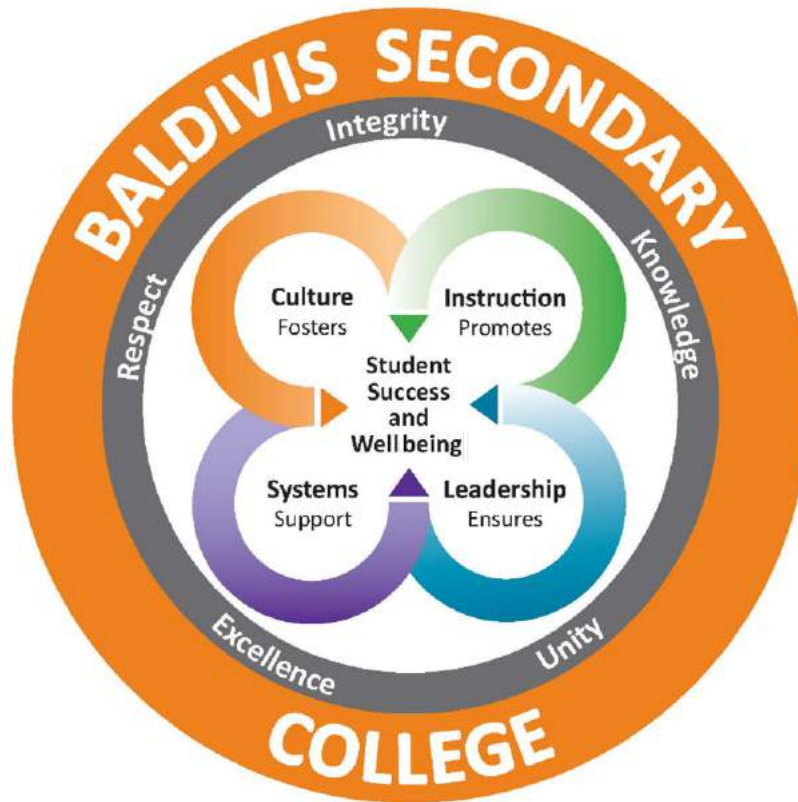 BALDIVIS SECONDARY
COLLEGE
Integrity
Knowledge
Unity
Excellence
Respect
Culture
Fosters
Instruction
Promotes
Student
Success
and
Wellbeing
Systems
Support
Leadership
Ensures